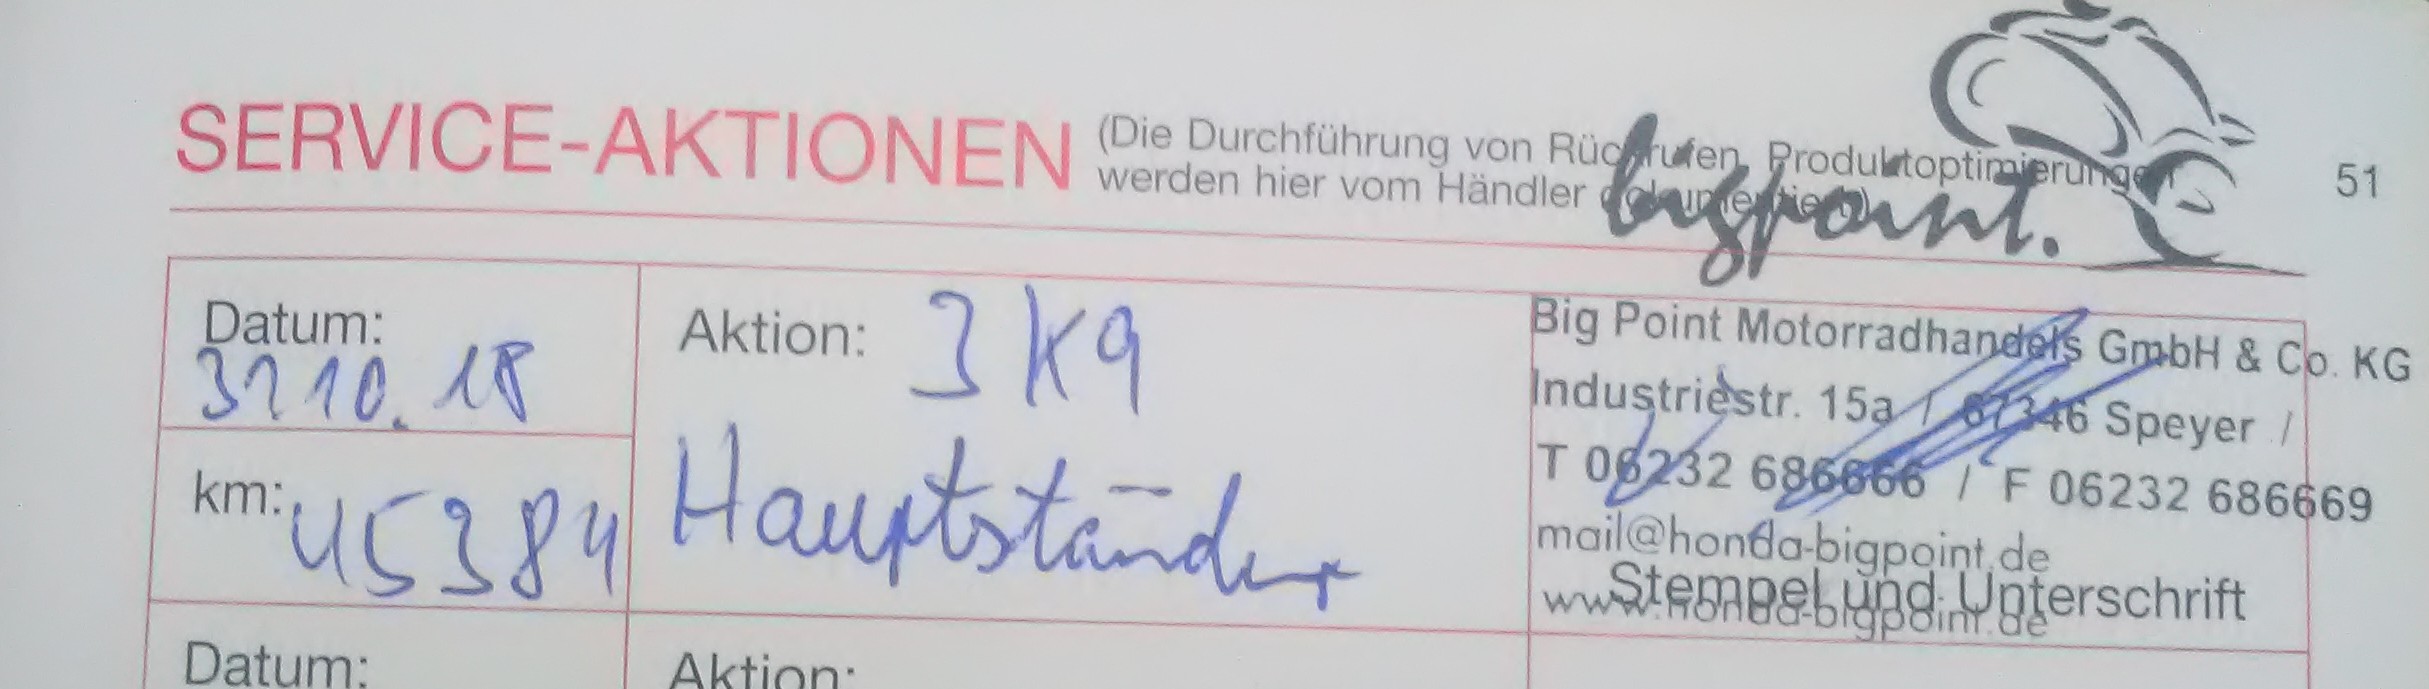 SERVICE-AKTIONEN (Die Durchführung von Rückrufen, Produktoptimierungen
werden hier vom Händler dokumentiert)
51
bigpoint.
Datum:
31 10. 18
km: 45384
Aktion: 3K9
Hauptständer
Big Point Motorradhandels GmbH & Co. KG
Industriestr. 15a / 67346 Speyer /
T 06232 686666 / F 06232 686669
mail@honda-bigpoint.de
www.honda-bigpoint.de
Stempel und Unterschrift
Datum:
Aktion: